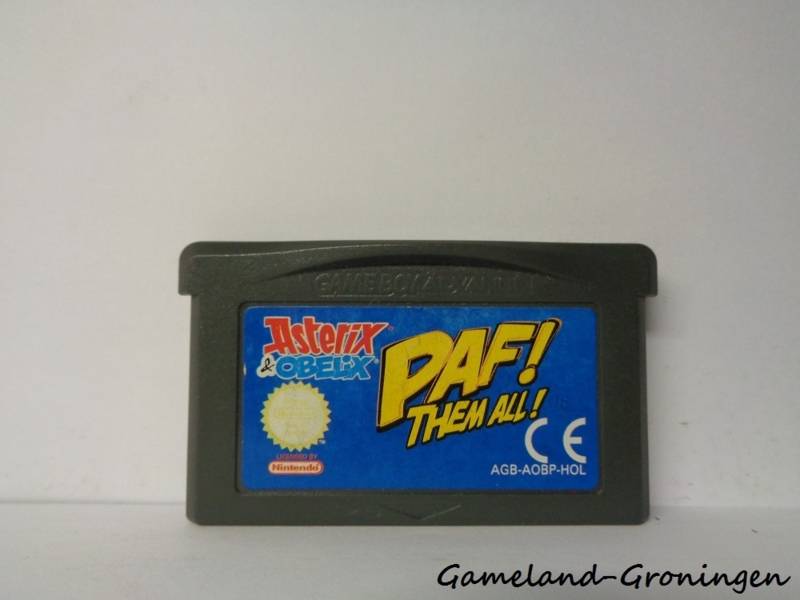 GAME BOY ADVANCE
Asterix
& OBELIX
PAF!
THEM ALL!
LICENSED BY
Nintendo
CE
AGB-AOBP-HOL
Gameland-Groningen